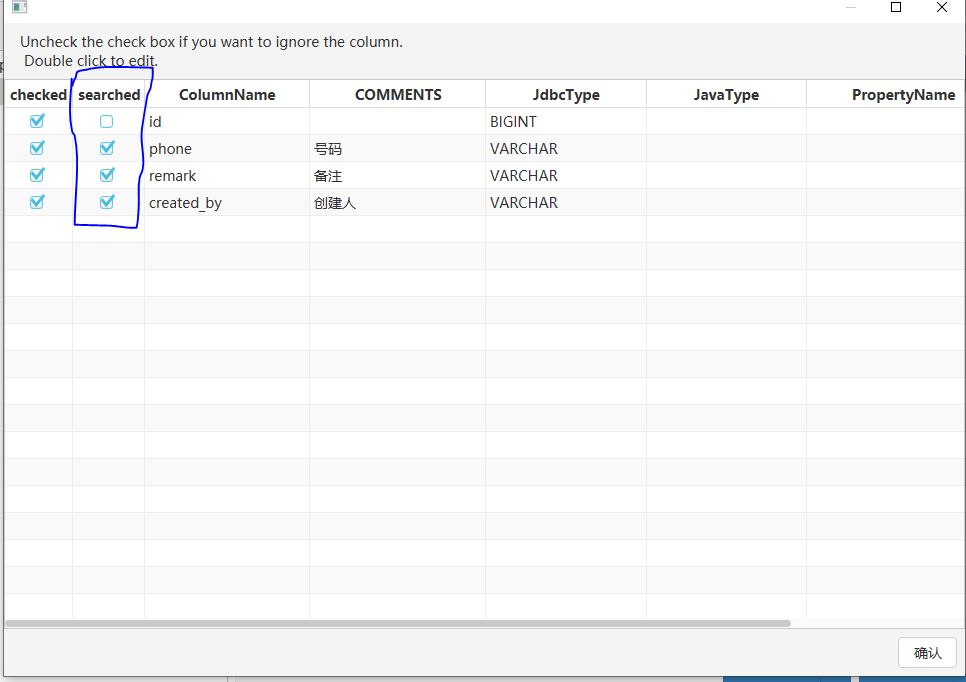 Uncheck the check box if you want to ignore the column.
Double click to edit.
checked searched ColumnName COMMENTS JdbcType JavaType PropertyName
id BIGINT
phone 号码 VARCHAR
remark 备注 VARCHAR
created_by 创建人 VARCHAR
确认